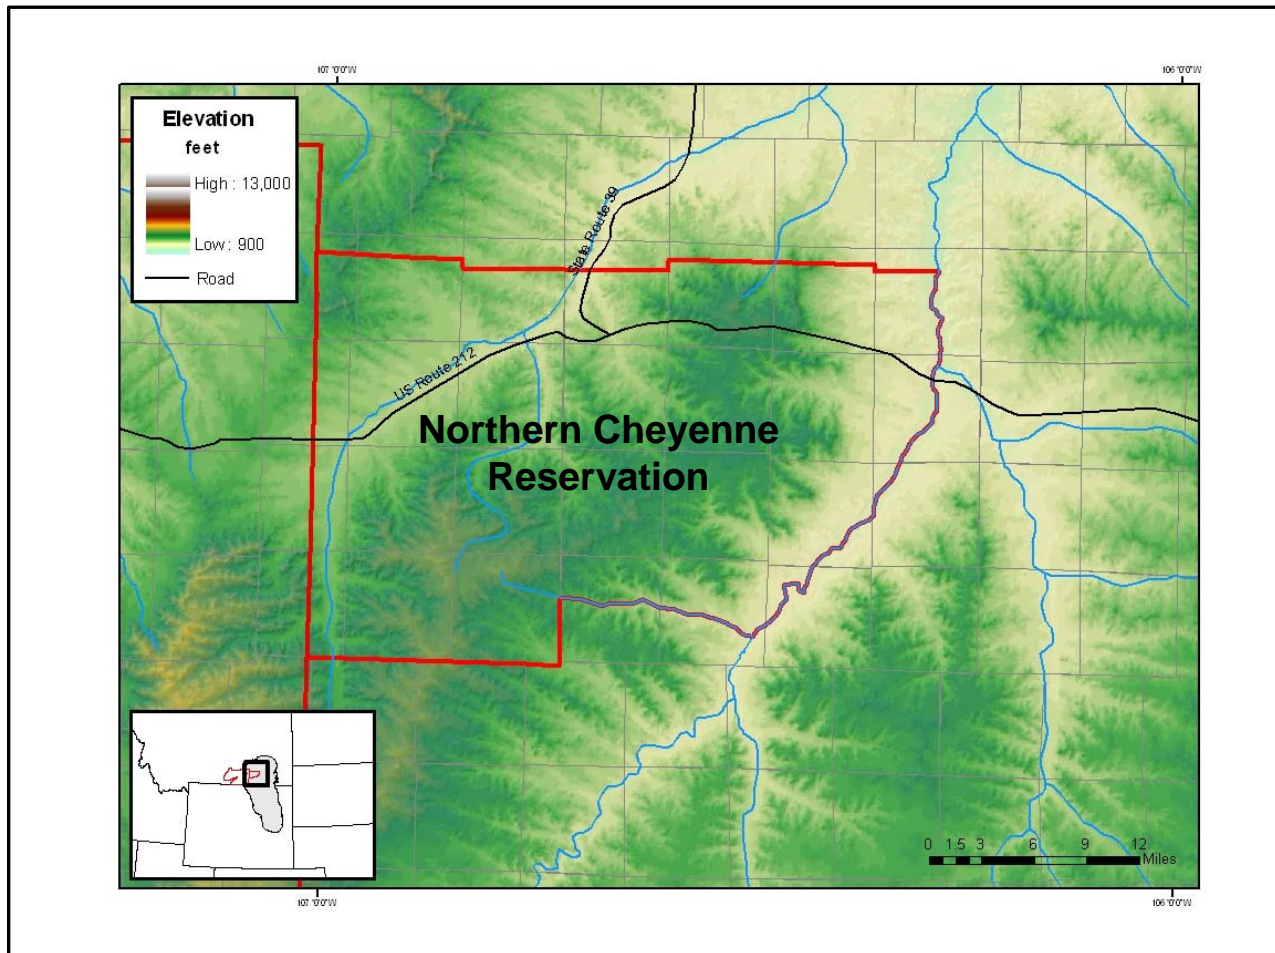 107 °0'0"W
106 °0'0"W
Elevation
feet
High : 13,000
Low : 900
Road
State Route 39
US Route 212
Northern Cheyenne
Reservation
0 1.5 3 6 9 12
Miles
107 °0'0"W
106 °0'0"W